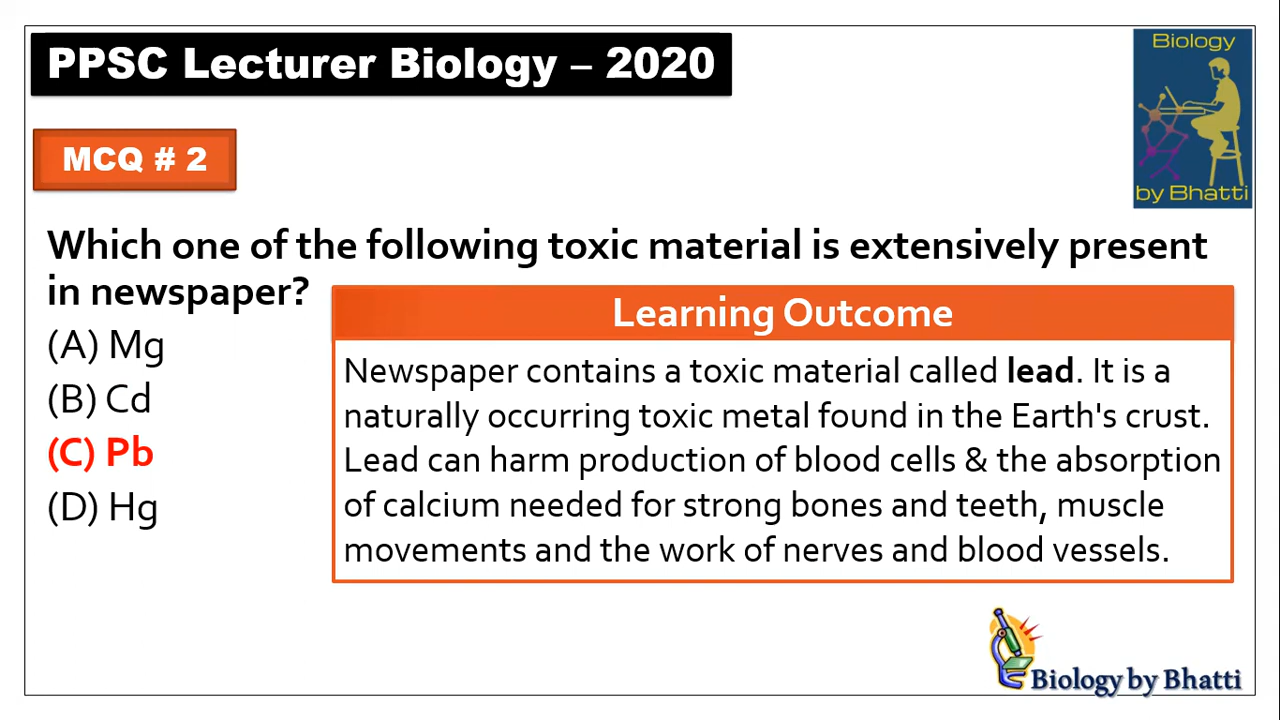 PPSC Lecturer Biology – 2020
Biology
by Bhatti
MCQ # 2
Which one of the following toxic material is extensively present
in newspaper?
(A) Mg
(B) Cd
(C) Pb
(D) Hg
Learning Outcome
Newspaper contains a toxic material called lead. It is a
naturally occurring toxic metal found in the Earth's crust.
Lead can harm production of blood cells & the absorption
of calcium needed for strong bones and teeth, muscle
movements and the work of nerves and blood vessels.
Biology by Bhatti